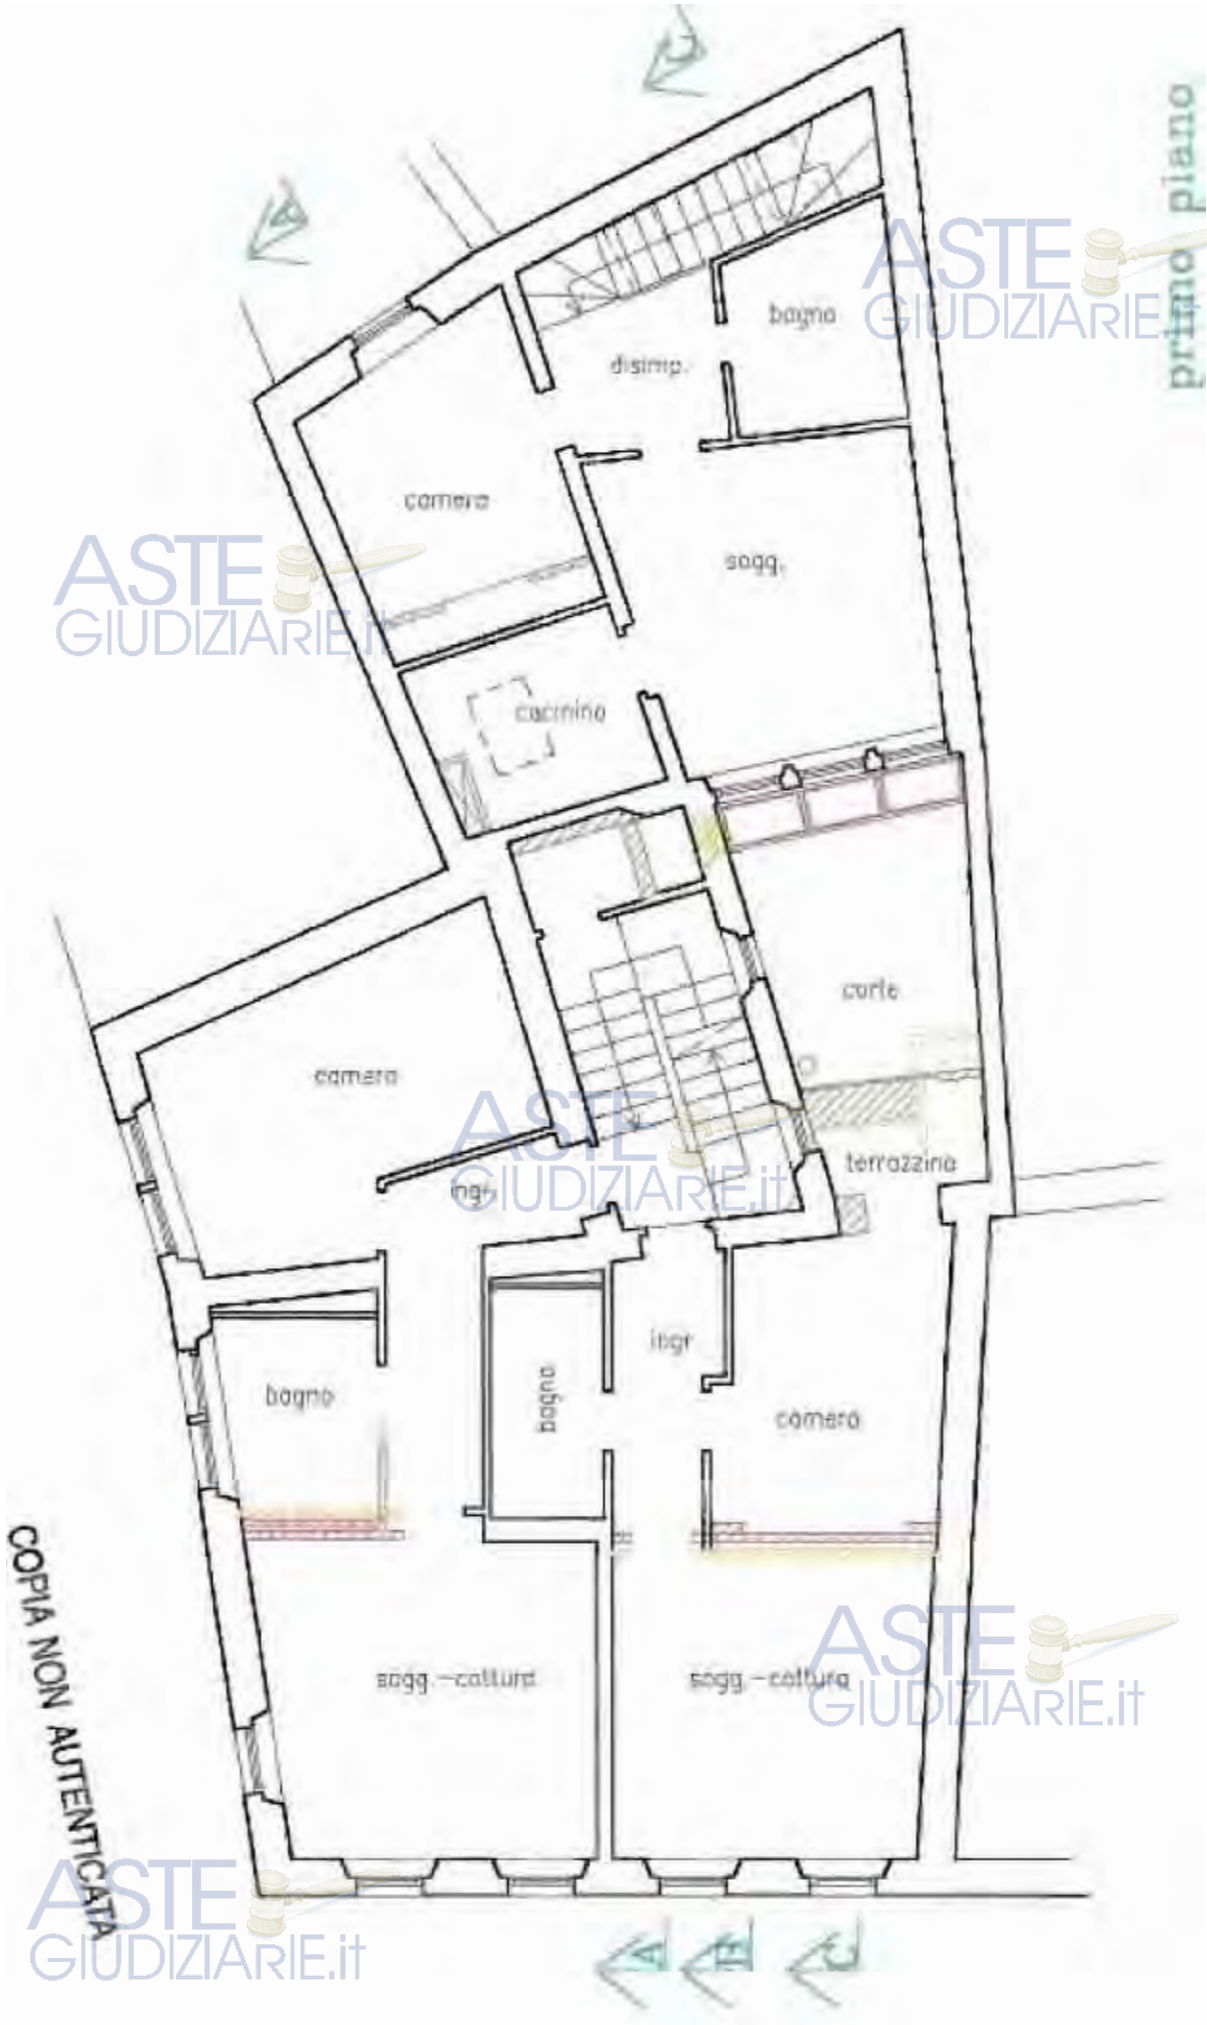 C
B
primo piano
ASTE
GIUDIZIARIE.it
bagno
disimp.
camera
sogg.
ASTE
GIUDIZIARIE.it
cucinino
corte
camera
ASTE
GIUDIZIARIE.it
terrazzina
ingr.
ingr
bagno
bagno
camera
COPIA NON AUTENTICATA
sogg.-cottura
sogg.-cottura
ASTE
GIUDIZIARIE.it
ASTE
GIUDIZIARIE.it
A
B
C